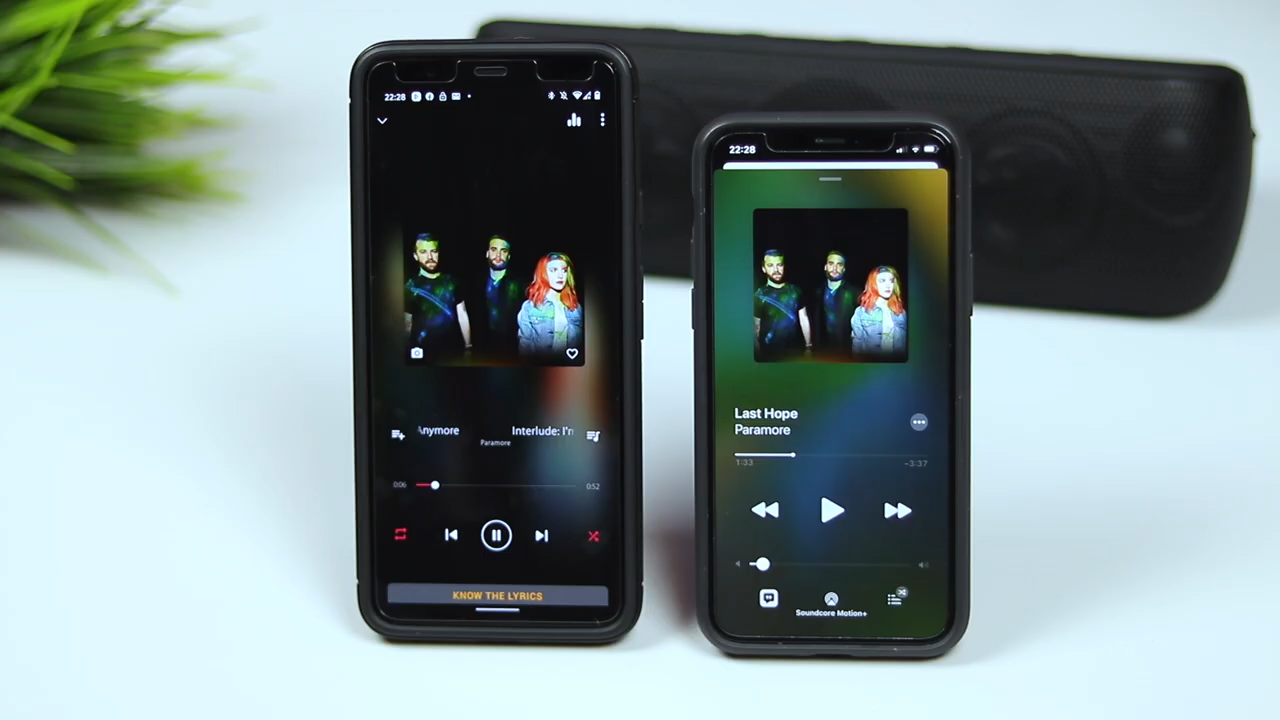 22:28
Anymore
Interlude: I'm
Paramore
0:06
0:52
KNOW THE LYRICS
22:28
Last Hope
Paramore
1:33
-3:37
Soundcore Motion+